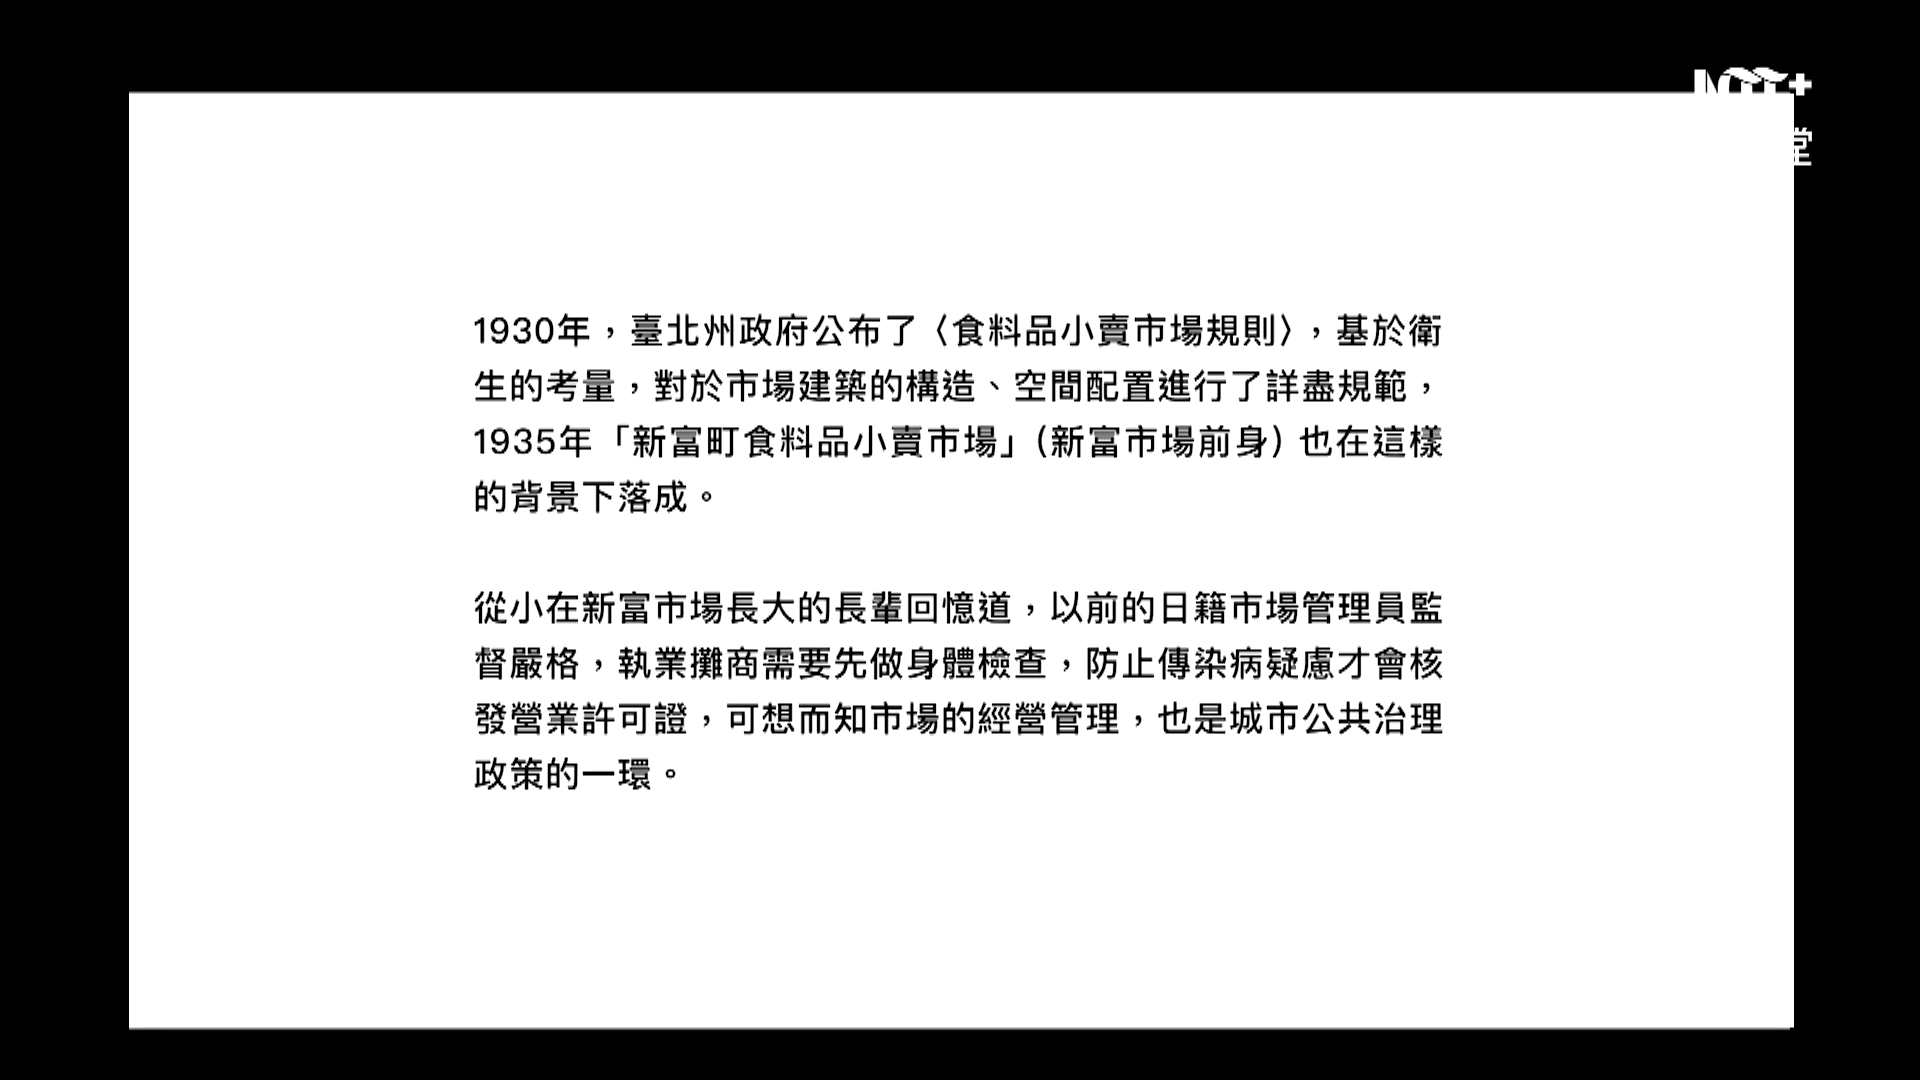 堂
1930年，臺北州政府公布了〈食料品小賣市場規則〉，基於衛
生的考量，對於市場建築的構造、空間配置進行了詳盡規範，
1935年「新富町食料品小賣市場」（新富市場前身）也在這樣
的背景下落成。
從小在新富市場長大的長輩回憶道，以前的日籍市場管理員監
督嚴格，執業攤商需要先做身體檢查，防止傳染病疑慮才會核
發營業許可證，可想而知市場的經營管理，也是城市公共治理
政策的一環。